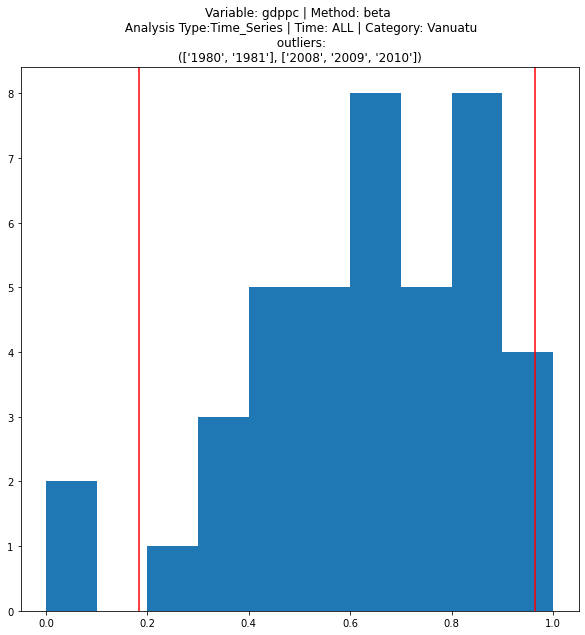 Variable: gdppc | Method: beta
Analysis Type:Time_Series | Time: ALL | Category: Vanuatu
outliers:
(['1980', '1981'], ['2008', '2009', '2010'])
8
7
6
5
4
3
2
1
0
0.0 0.2 0.4 0.6 0.8 1.0